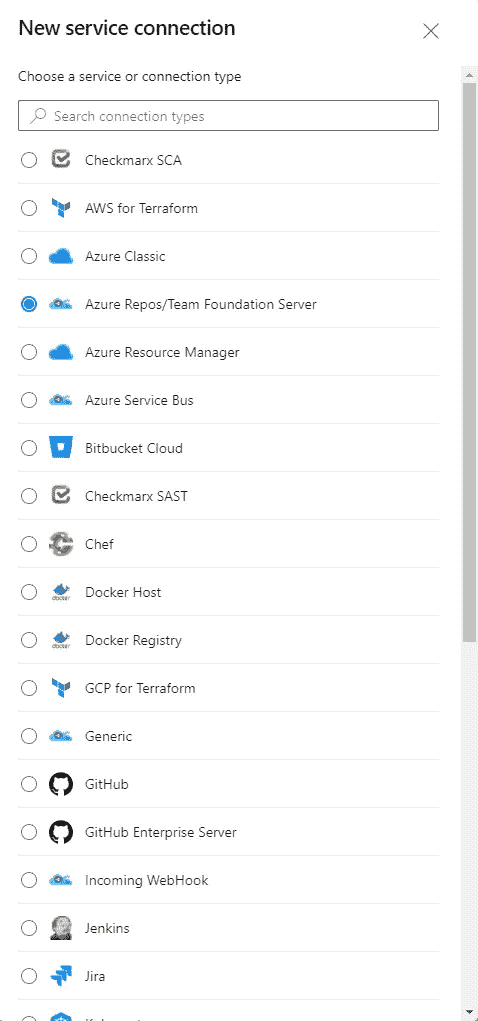 New service connection
Choose a service or connection type
Search connection types
Checkmarx SCA
AWS for Terraform
Azure Classic
Azure Repos/Team Foundation Server
Azure Resource Manager
Azure Service Bus
Bitbucket Cloud
Checkmarx SAST
Chef
docker
Docker Host
docker
Docker Registry
GCP for Terraform
Generic
GitHub
GitHub Enterprise Server
Incoming WebHook
Jenkins
Jira